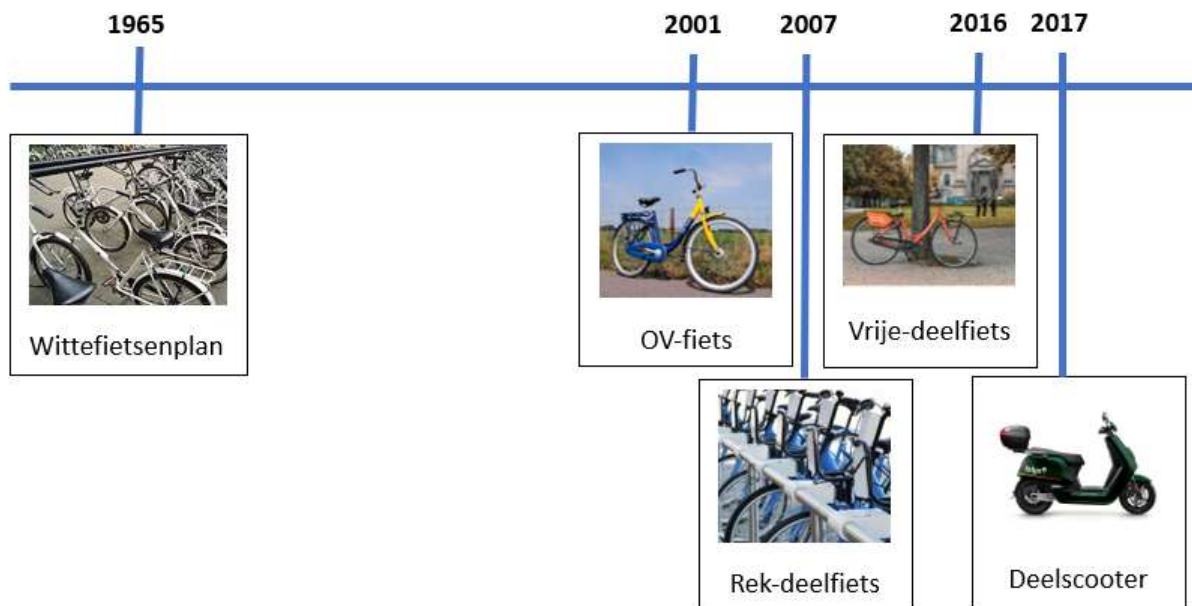 1965
2001
2007
2016
2017
Wittefietsenplan
OV-fiets
Vrije-deelfiets
Rek-deelfiets
Deelscooter